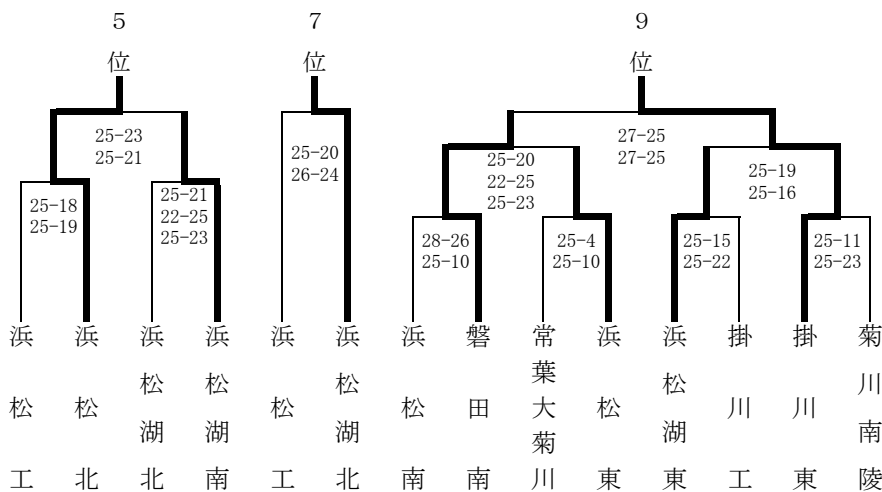 5位
7位
9位
25-23
25-21
25-20
26-24
27-25
27-25
25-20
22-25
25-23
25-19
25-16
25-18
25-19
25-21
22-25
25-23
28-26
25-10
25-4
25-10
25-15
25-22
25-11
25-23
浜松工
浜松北
浜松湖北
浜松湖南
浜松工
浜松湖北
浜松南
磐田南
常葉大菊川
浜松東
浜松湖東
掛川工
掛川東
菊川南陵